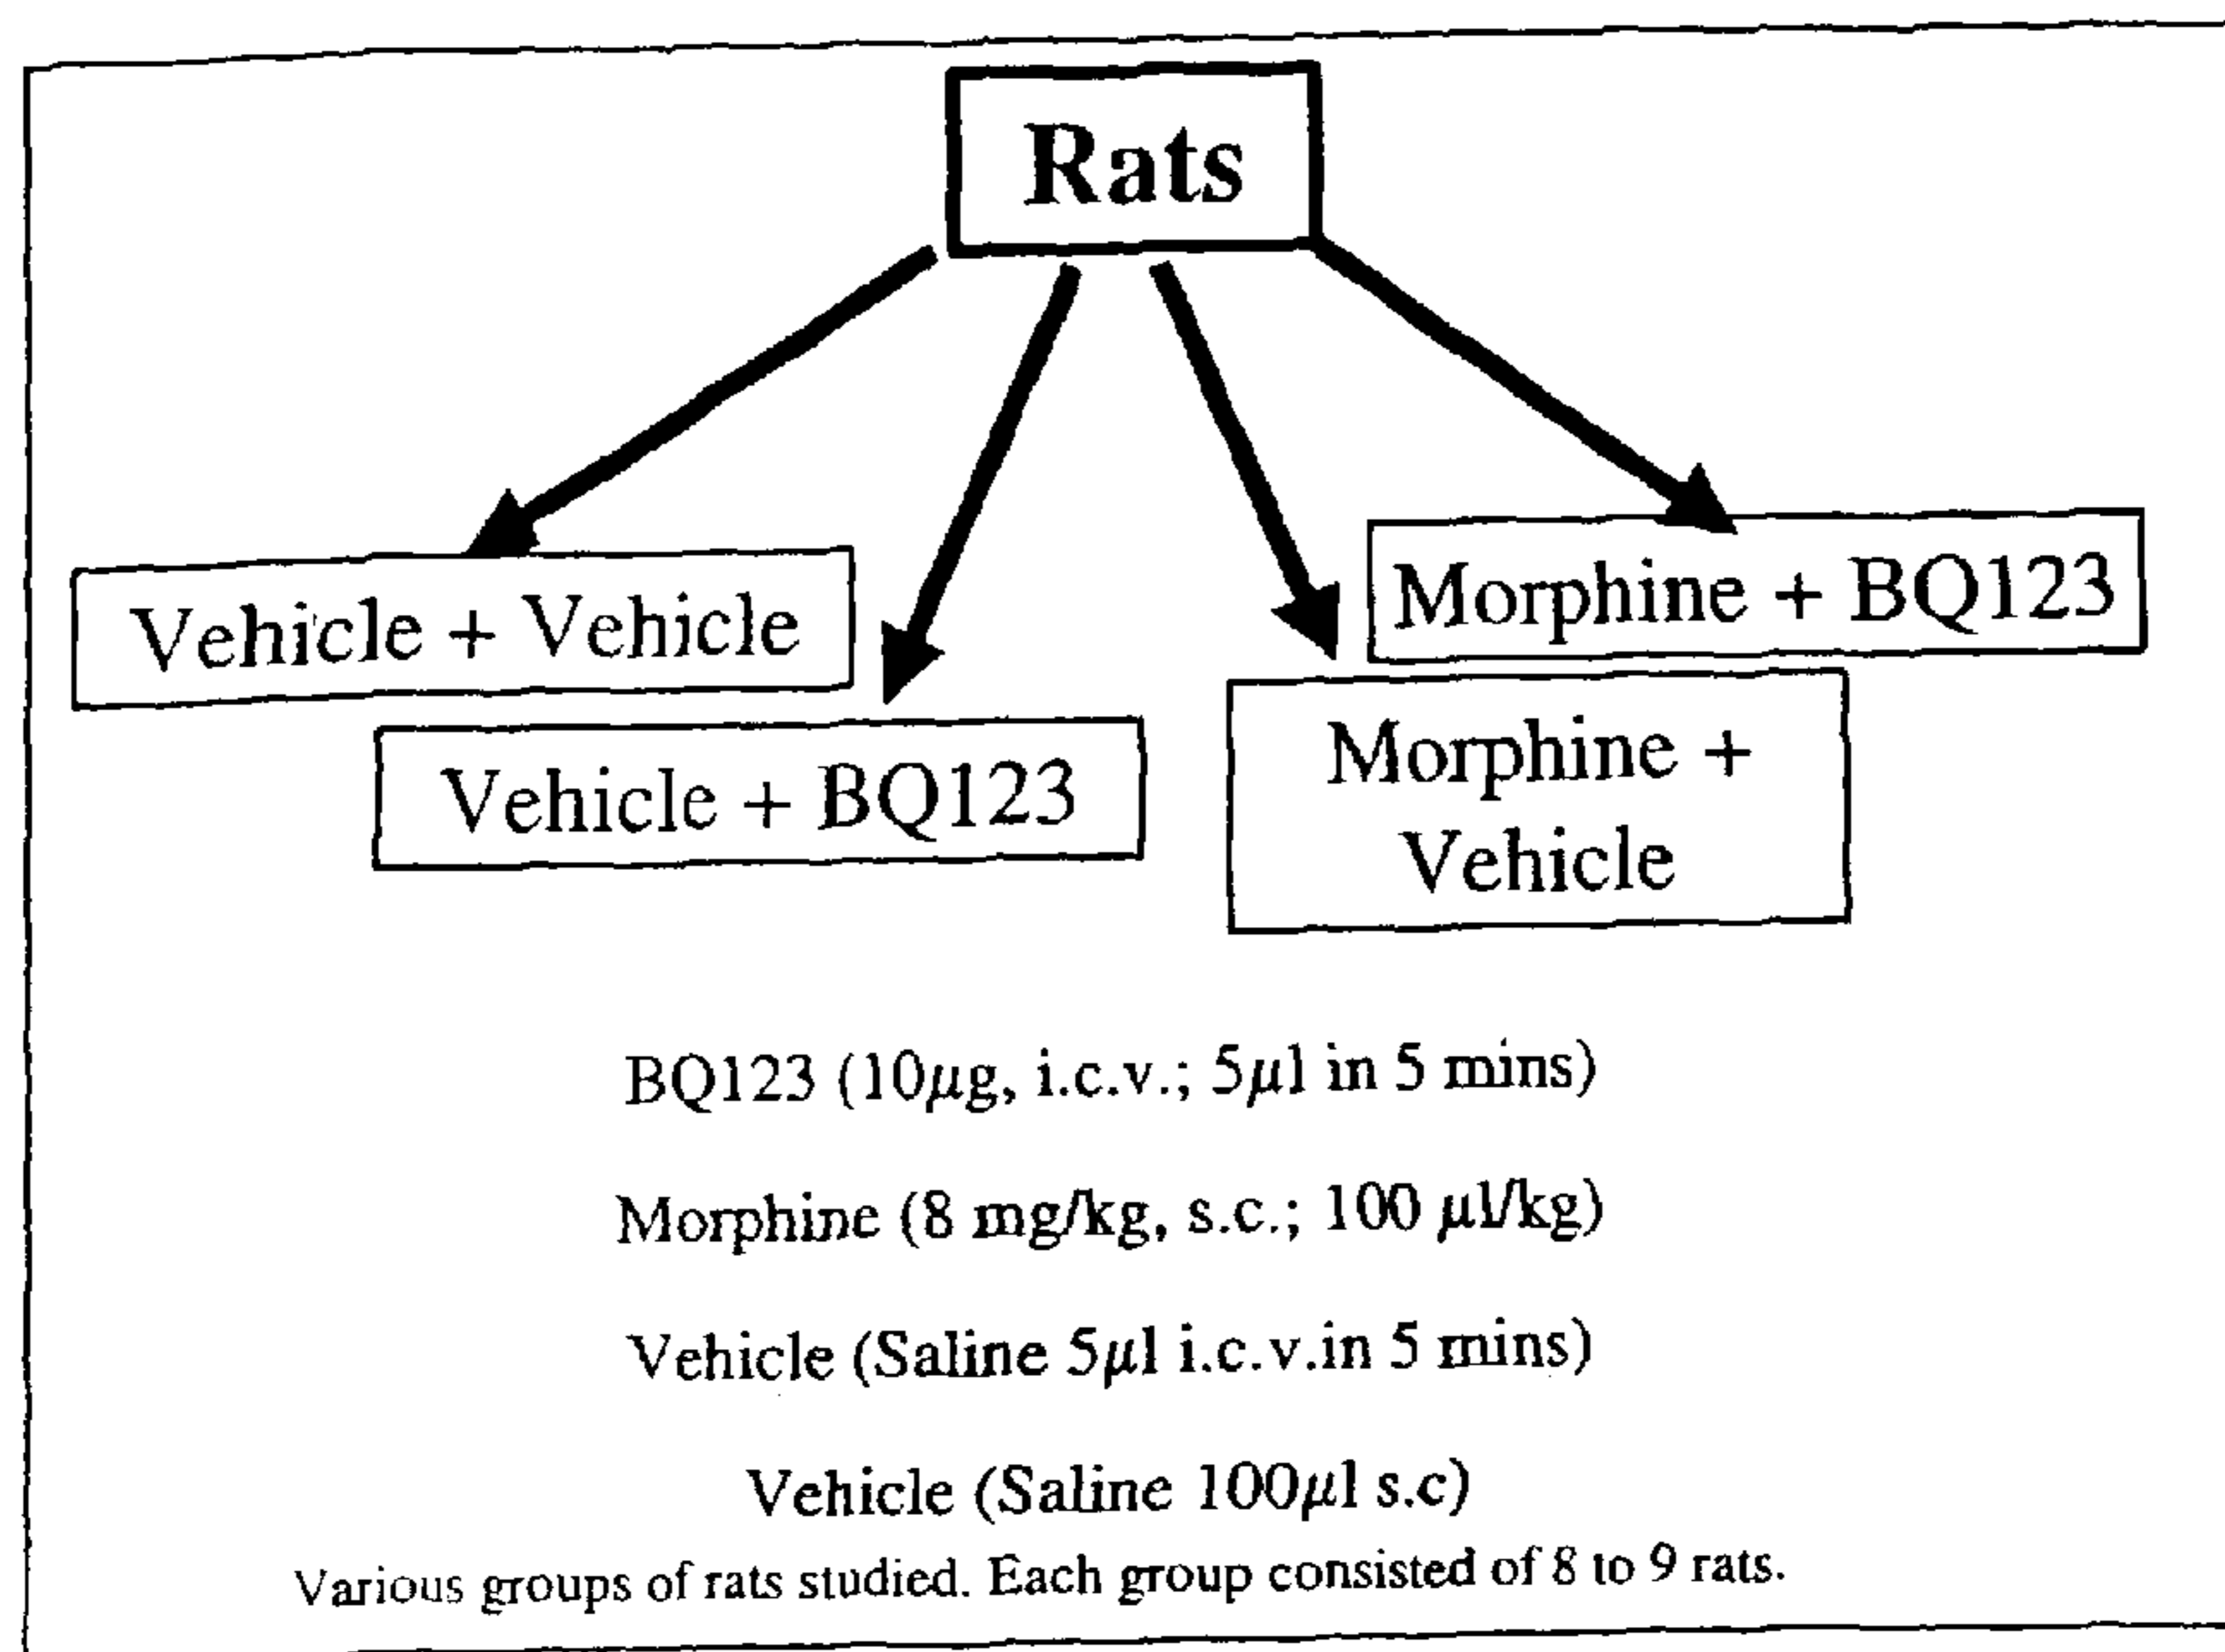 Rats
Vehicle + Vehicle
Morphine + BQ123
Vehicle + BQ123
Morphine +
Vehicle
BQ123 (10μg, i.c.v.; 5μl in 5 mins)
Morphine (8 mg/kg, s.c.; 100 μl/kg)
Vehicle (Saline 5μl i.c.v.in 5 mins)
Vehicle (Saline 100μl s.c)
Various groups of rats studied. Each group consisted of 8 to 9 rats.